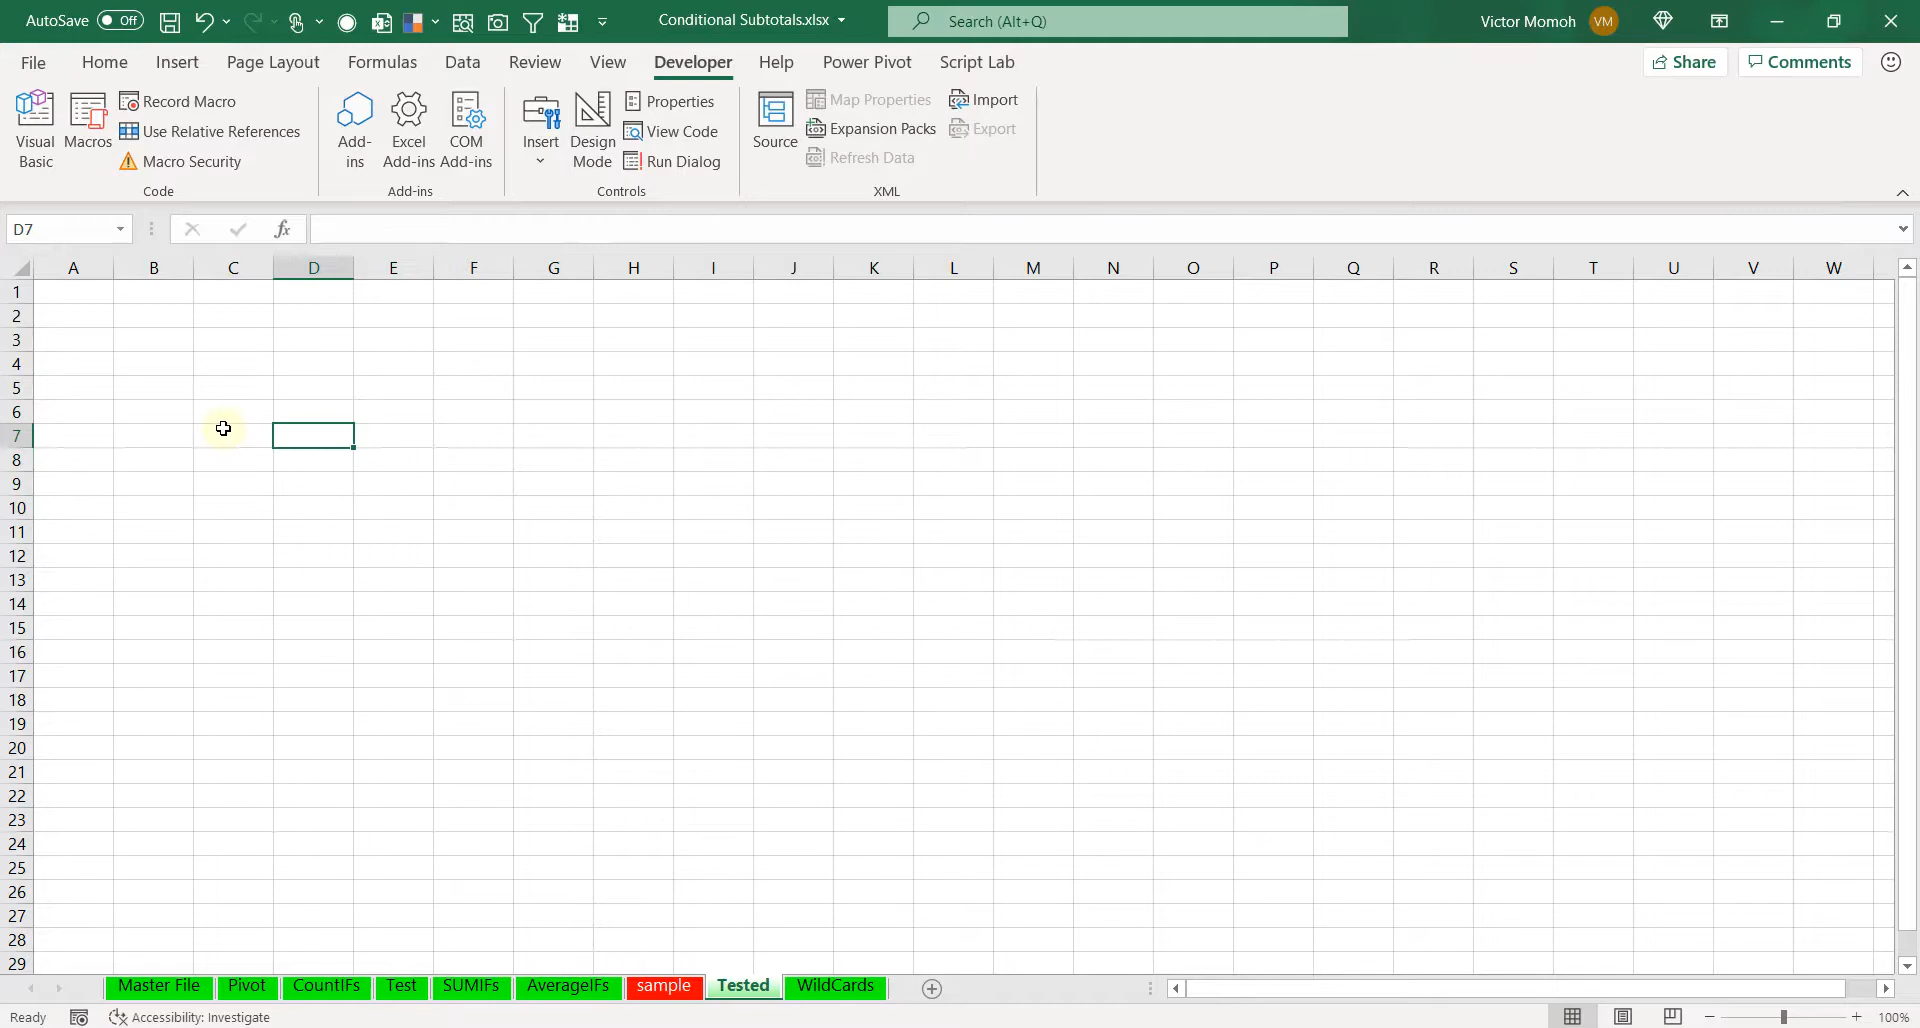 AutoSave Off Conditional Subtotals.xlsx Search (Alt+Q) Victor Momoh VM
File Home Insert Page Layout Formulas Data Review View Developer Help Power Pivot Script Lab Share Comments
Visual Basic
Macros
Record Macro
Use Relative References
Macro Security
Code
Add-ins
Excel Add-ins
COM Add-ins
Add-ins
Insert
Design Mode
Properties
View Code
Run Dialog
Controls
Source
Map Properties
Expansion Packs
Refresh Data
Import
Export
XML
D7 fx
A B C D E F G H I J K L M N O P Q R S T U V W
1
2
3
4
5
6
7
8
9
10
11
12
13
14
15
16
17
18
19
20
21
22
23
24
25
26
27
28
29
Master File Pivot CountIFs Test SUMIFs AverageIFs sample Tested WildCards
Ready Accessibility: Investigate 100%